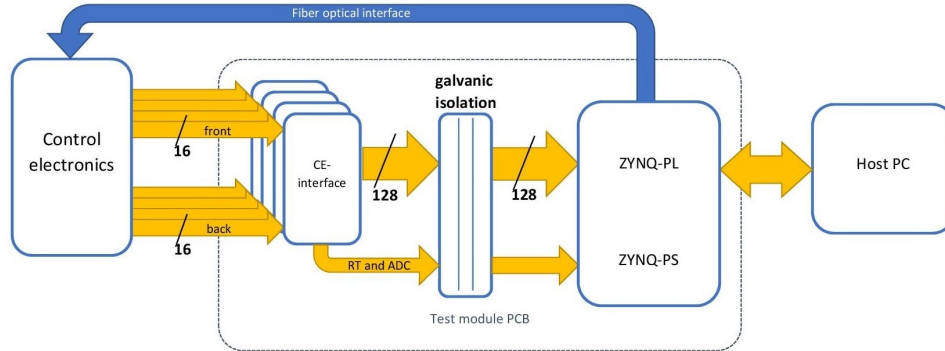 Fiber optical interface
galvanic
isolation
Control
electronics
16
front
CE-
interface
128
128
ZYNQ-PL
Host PC
16
back
RT and ADC
ZYNQ-PS
Test module PCB